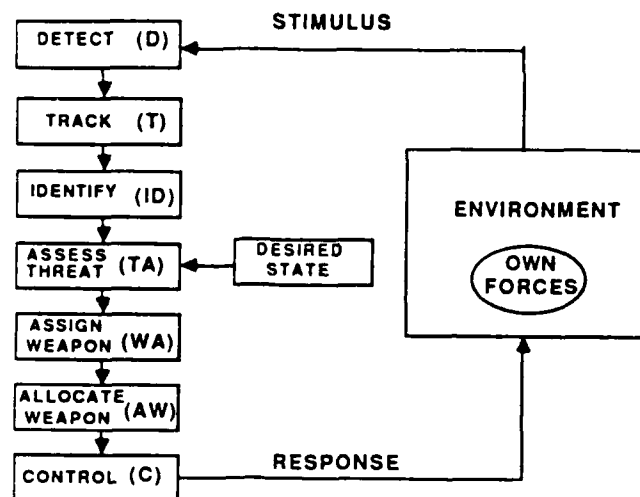 STIMULUS
DETECT (D)
TRACK (T)
IDENTIFY (ID)
ENVIRONMENT
ASSESS
THREAT (TA)
DESIRED
STATE
OWN
FORCES
ASSIGN
WEAPON (WA)
ALLOCATE
WEAPON (AW)
CONTROL (C)
RESPONSE